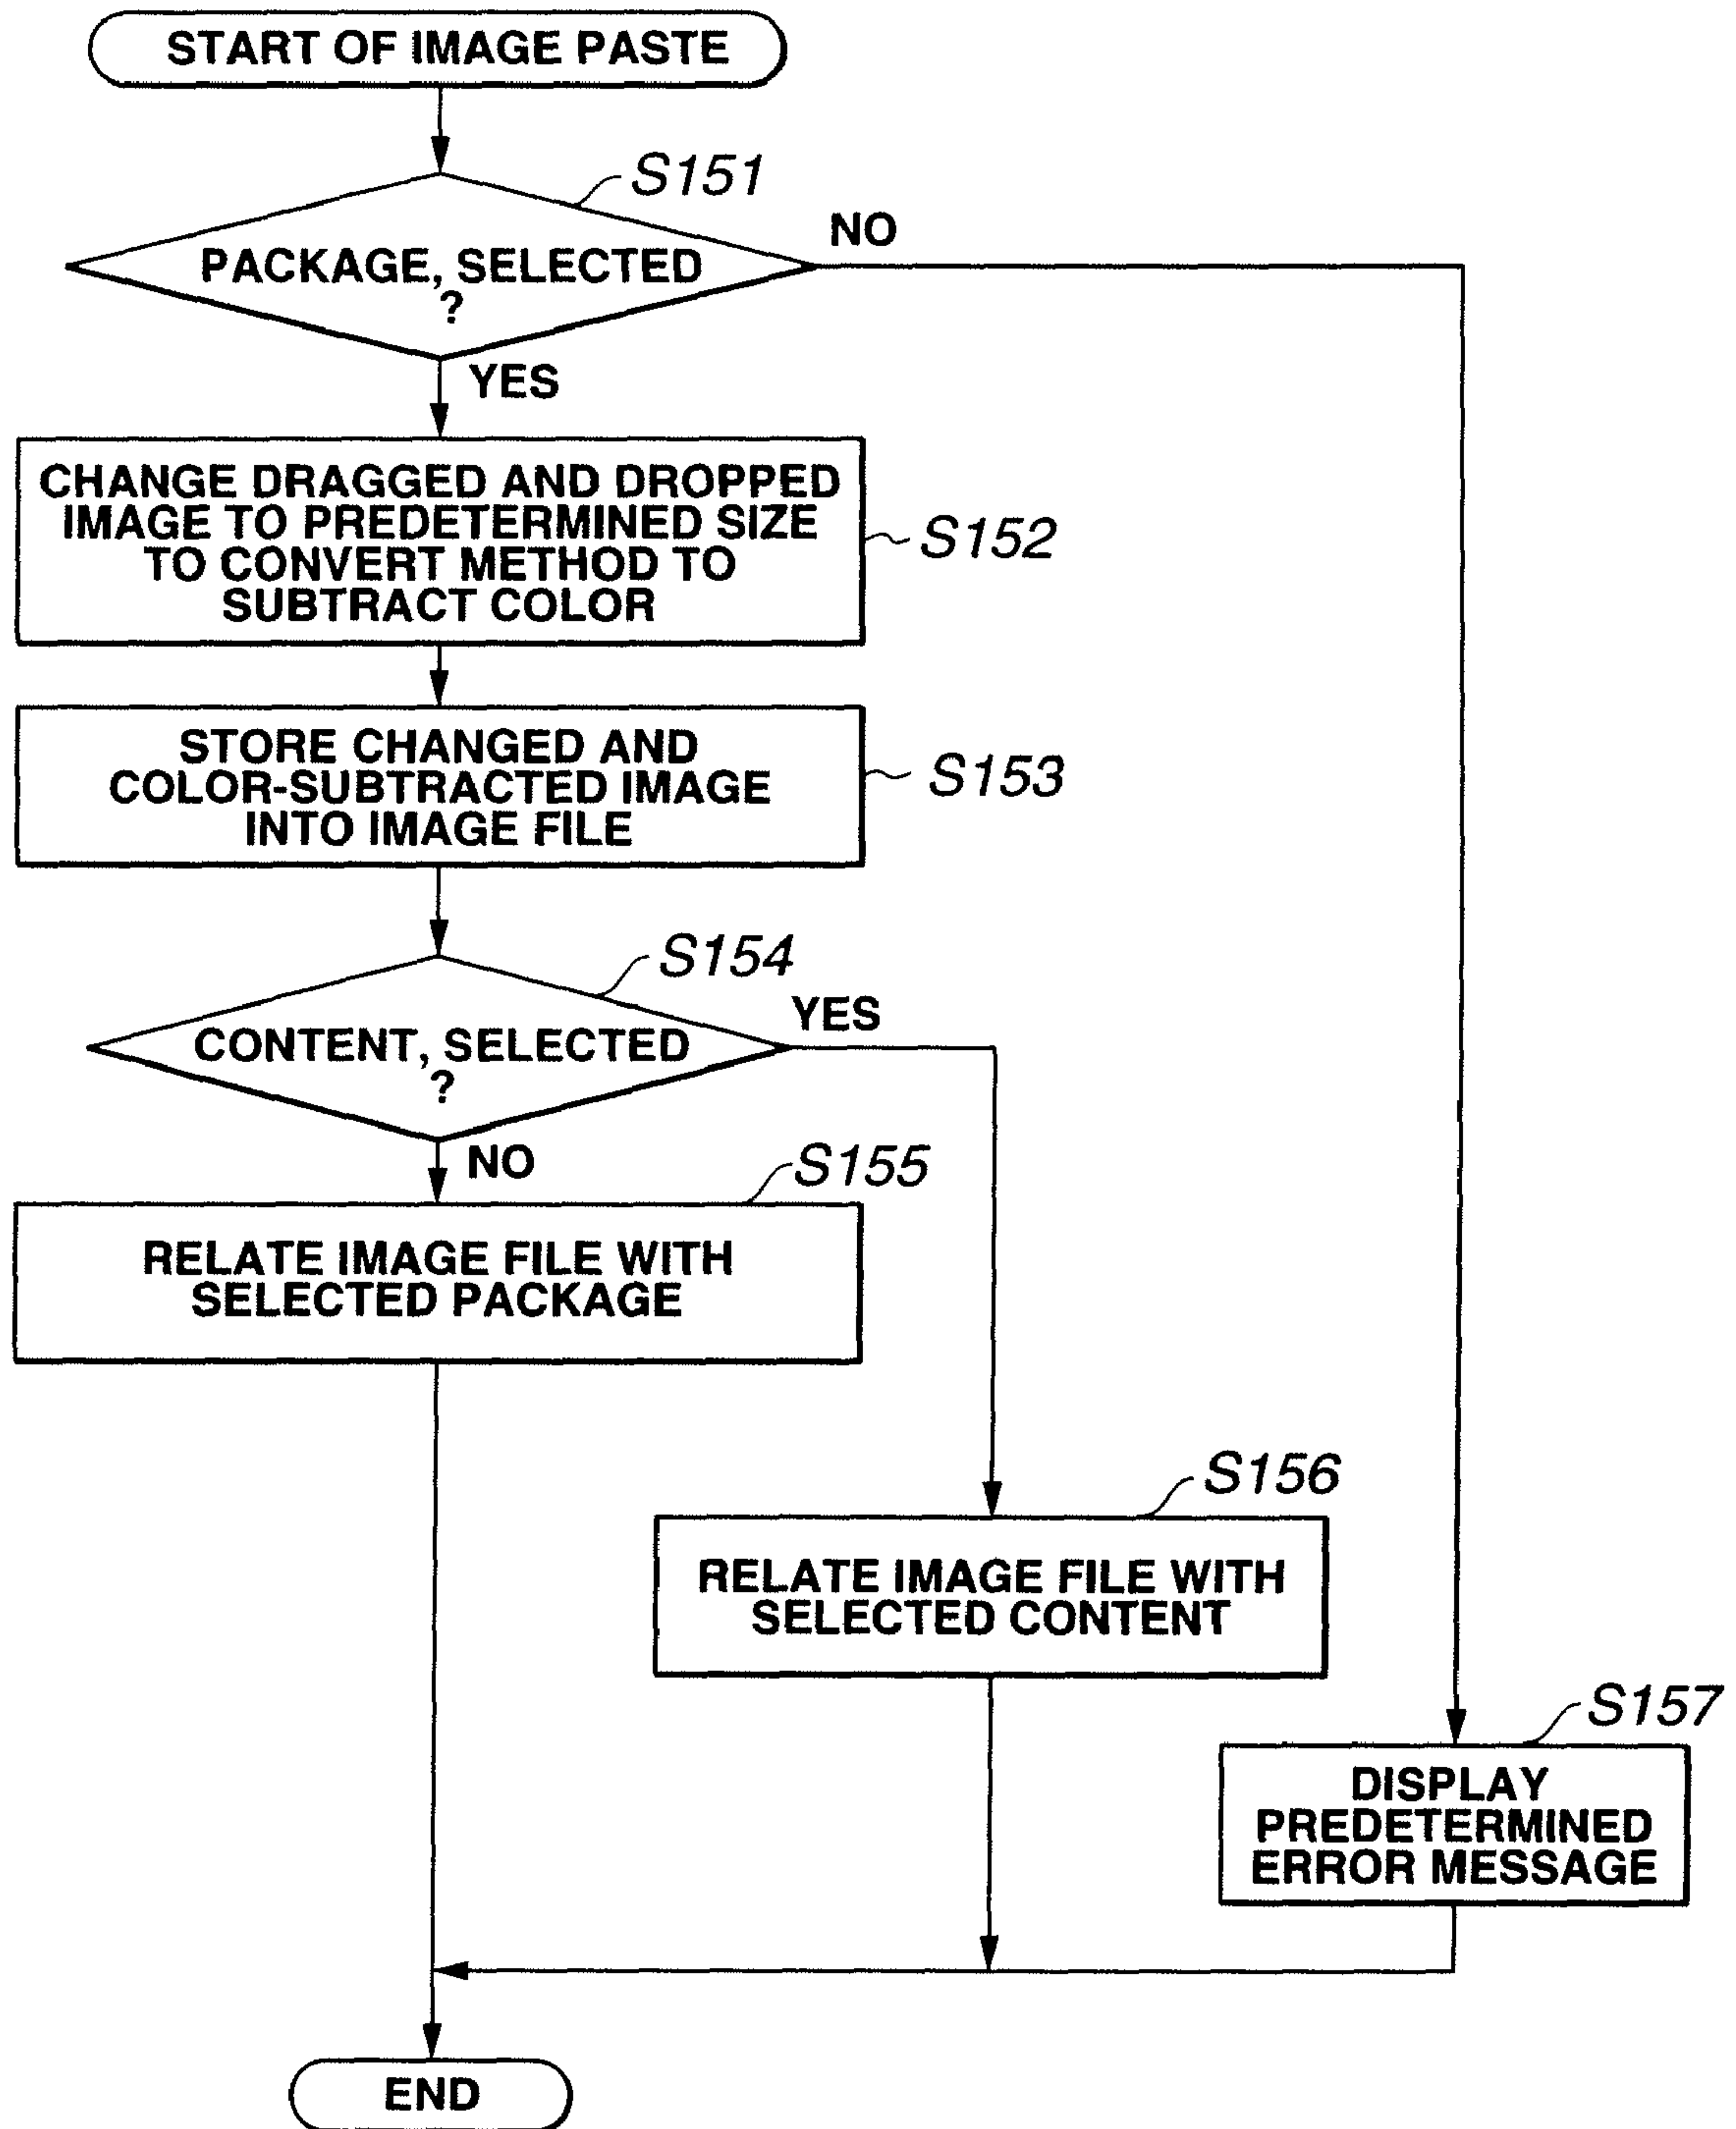 START OF IMAGE PASTE
S151
NO
PACKAGE, SELECTED
?
YES
CHANGE DRAGGED AND DROPPED
IMAGE TO PREDETERMINED SIZE
TO CONVERT METHOD TO
SUBTRACT COLOR
S152
STORE CHANGED AND
COLOR-SUBTRACTED IMAGE
INTO IMAGE FILE
S153
S154
YES
CONTENT, SELECTED
?
NO
S155
RELATE IMAGE FILE WITH
SELECTED PACKAGE
S156
RELATE IMAGE FILE WITH
SELECTED CONTENT
S157
DISPLAY
PREDETERMINED
ERROR MESSAGE
END